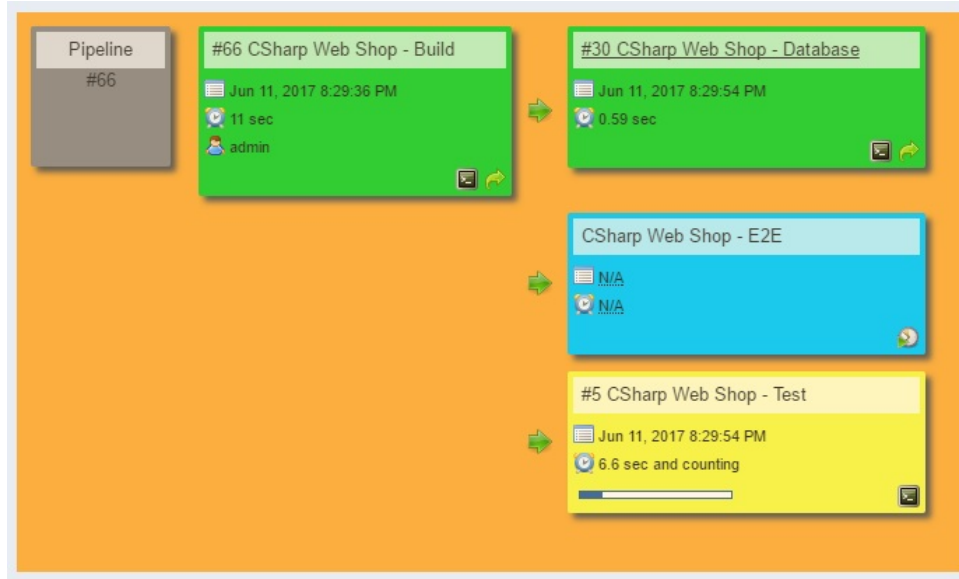 Pipeline
#66
#66 CSharp Web Shop - Build
Jun 11, 2017 8:29:36 PM
11 sec
admin
#30 CSharp Web Shop - Database
Jun 11, 2017 8:29:54 PM
0.59 sec
CSharp Web Shop - E2E
N/A
N/A
#5 CSharp Web Shop - Test
Jun 11, 2017 8:29:54 PM
6.6 sec and counting